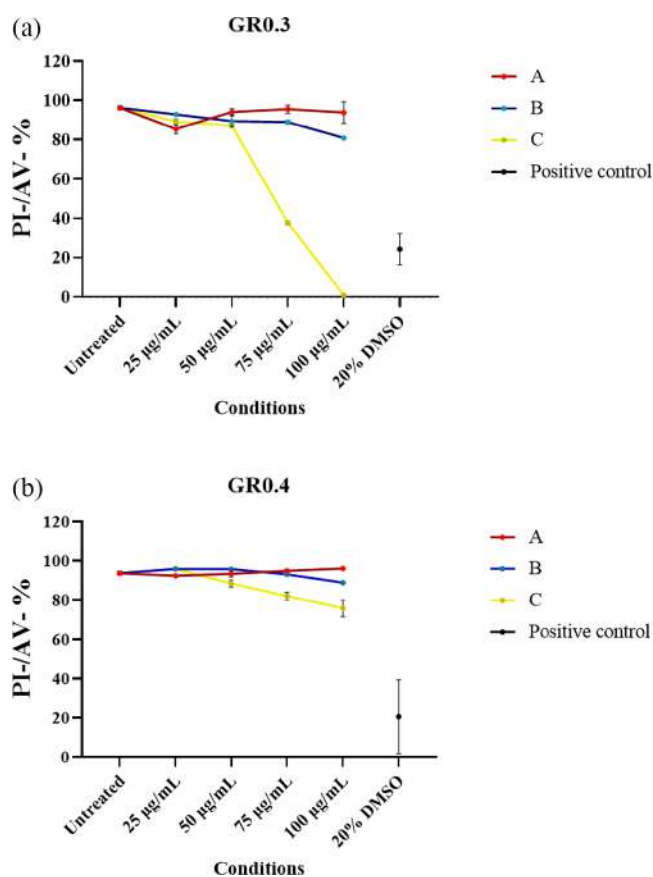 (a)
GR0.3
PI-/AV- %
120
100
80
60
40
20
0
Untreated
25 µg/mL
50 µg/mL
75 µg/mL
100 µg/mL
20% DMSO
Conditions
A
B
C
Positive control
(b)
GR0.4
PI-/AV- %
120
100
80
60
40
20
0
Untreated
25 µg/mL
50 µg/mL
75 µg/mL
100 µg/mL
20% DMSO
Conditions
A
B
C
Positive control